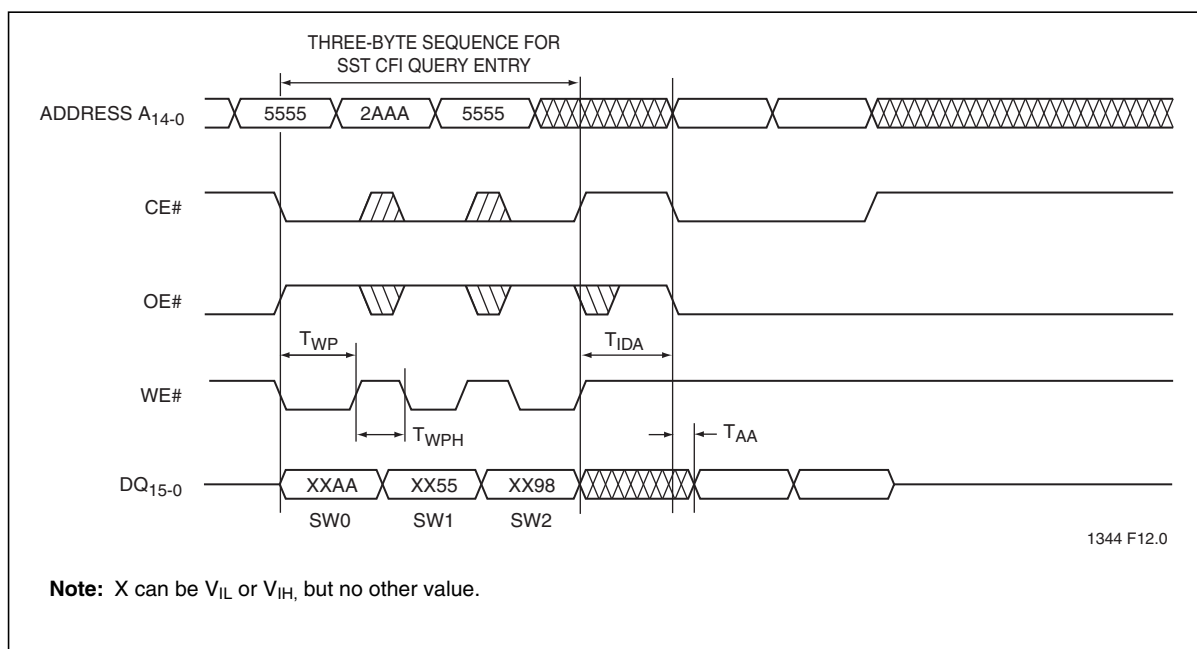 THREE-BYTE SEQUENCE FOR
SST CFI QUERY ENTRY
ADDRESS A14-0
5555 2AAA 5555
CE#
OE#
TWP TIDA
WE#
TWPH TAA
DQ15-0
XXAA XX55 XX98
SW0 SW1 SW2
1344 F12.0
Note: X can be VIL or VIH, but no other value.